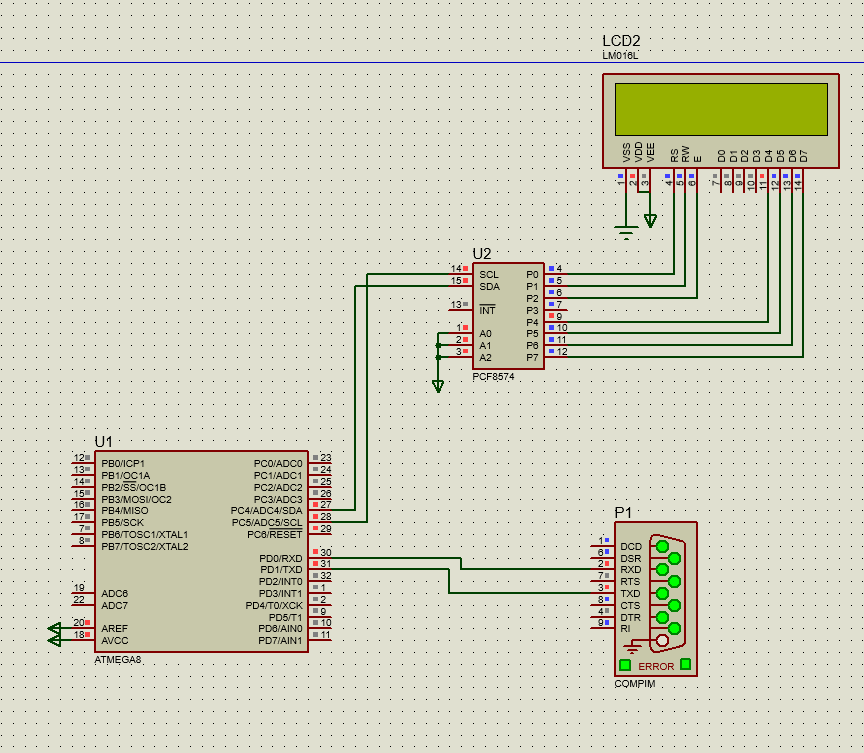 LCD2
LM016L
VSS VDD VEE RS RW E D0 D1 D2 D3 D4 D5 D6 D7
1 2 3 4 5 6 7 8 9 10 11 12 13 14
U2
14 SCL P0 4
15 SDA P1 5
P2 6
13 INT P3 7
P4 9
1 A0 P5 10
2 A1 P6 11
3 A2 P7 12
PCF8574
U1
12 PB0/ICP1 PC0/ADC0 23
13 PB1/OC1A PC1/ADC1 24
14 PB2/SS/OC1B PC2/ADC2 25
15 PB3/MOSI/OC2 PC3/ADC3 26
16 PB4/MISO PC4/ADC4/SDA 27
17 PB5/SCK PC5/ADC5/SCL 28
7 PB6/TOSC1/XTAL1 PC6/RESET 29
8 PB7/TOSC2/XTAL2
PD0/RXD 30
PD1/TXD 31
PD2/INT0 32
19 ADC6 PD3/INT1 1
22 ADC7 PD4/T0/XCK 2
PD5/T1 9
20 AREF PD6/AIN0 10
18 AVCC PD7/AIN1 11
ATMEGA8
P1
1 DCD
6 DSR
2 RXD
7 RTS
3 TXD
8 CTS
4 DTR
9 RI
ERROR
COMPIM